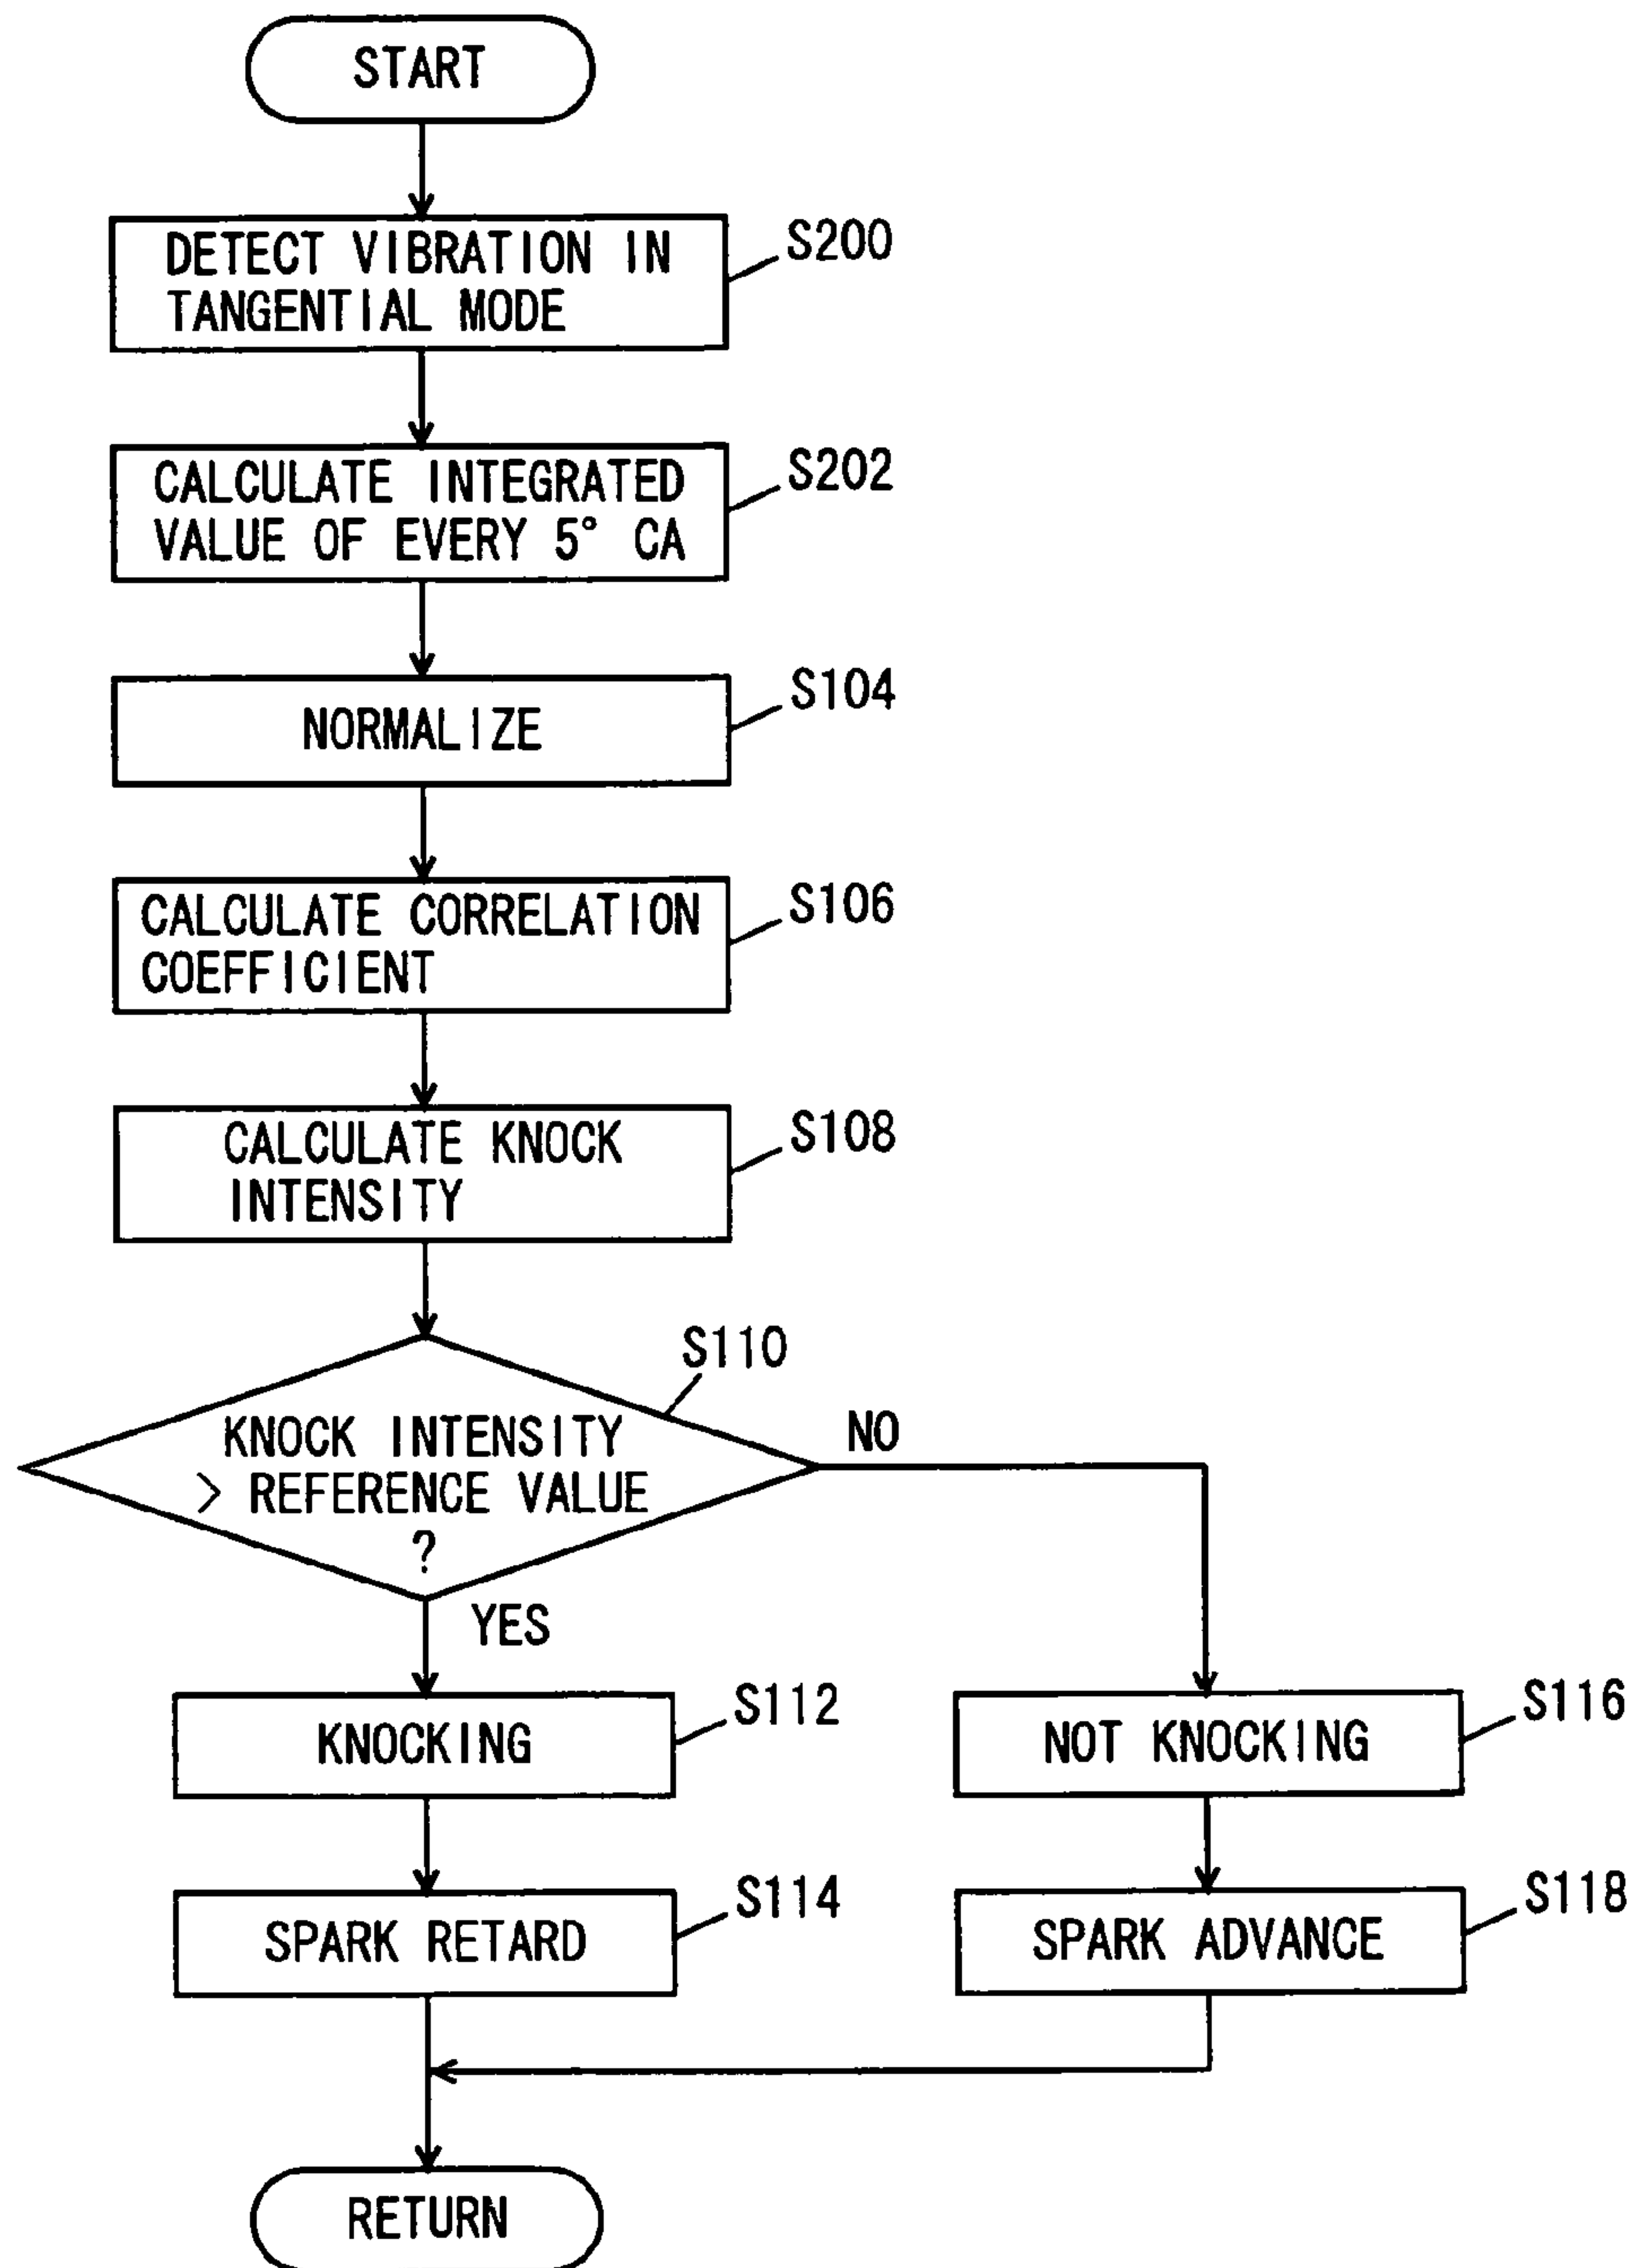 START
DETECT VIBRATION IN
TANGENTIAL MODE
S200
CALCULATE INTEGRATED
VALUE OF EVERY 5° CA
S202
NORMALIZE
S104
CALCULATE CORRELATION
COEFFICIENT
S106
CALCULATE KNOCK
INTENSITY
S108
S110
KNOCK INTENSITY
> REFERENCE VALUE
?
NO
YES
KNOCKING
S112
NOT KNOCKING
S116
SPARK RETARD
S114
SPARK ADVANCE
S118
RETURN